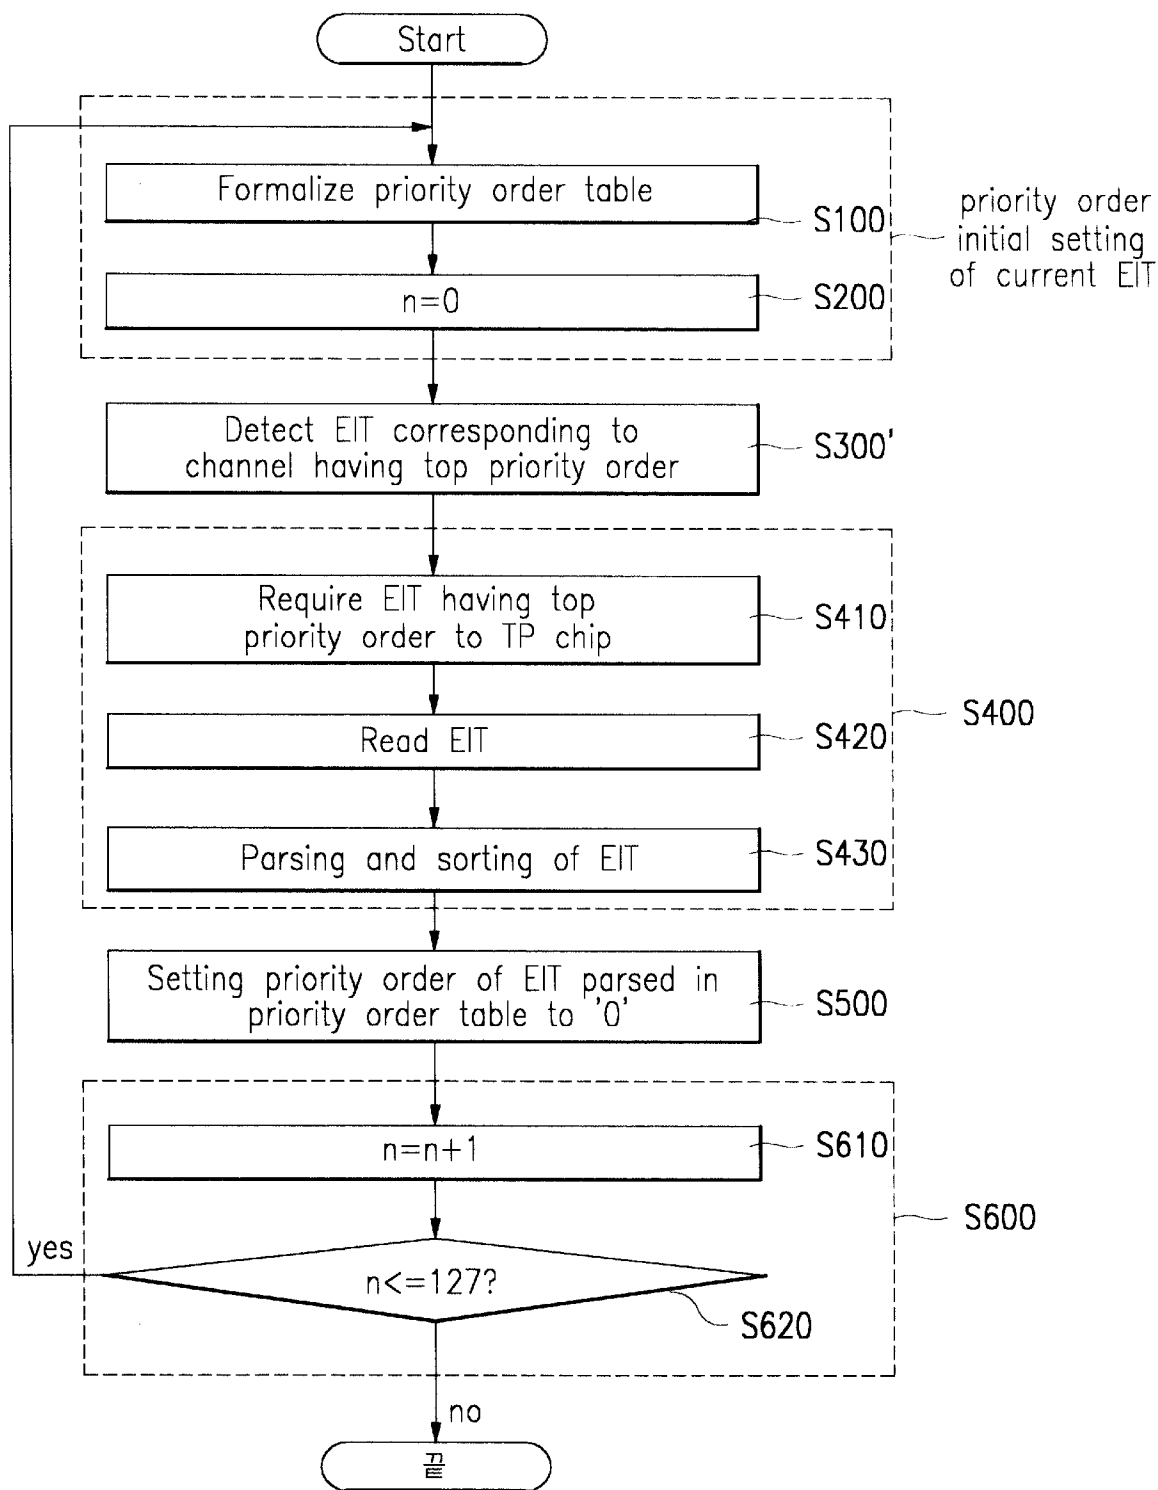 Start
Formalize priority order table
S100
priority order
initial setting
of current EIT
n=0
S200
Detect EIT corresponding to
channel having top priority order
S300'
Require EIT having top
priority order to TP chip
S410
S400
Read EIT
S420
Parsing and sorting of EIT
S430
Setting priority order of EIT parsed in
priority order table to '0'
S500
n=n+1
S610
S600
yes
n<=127?
S620
no
끝